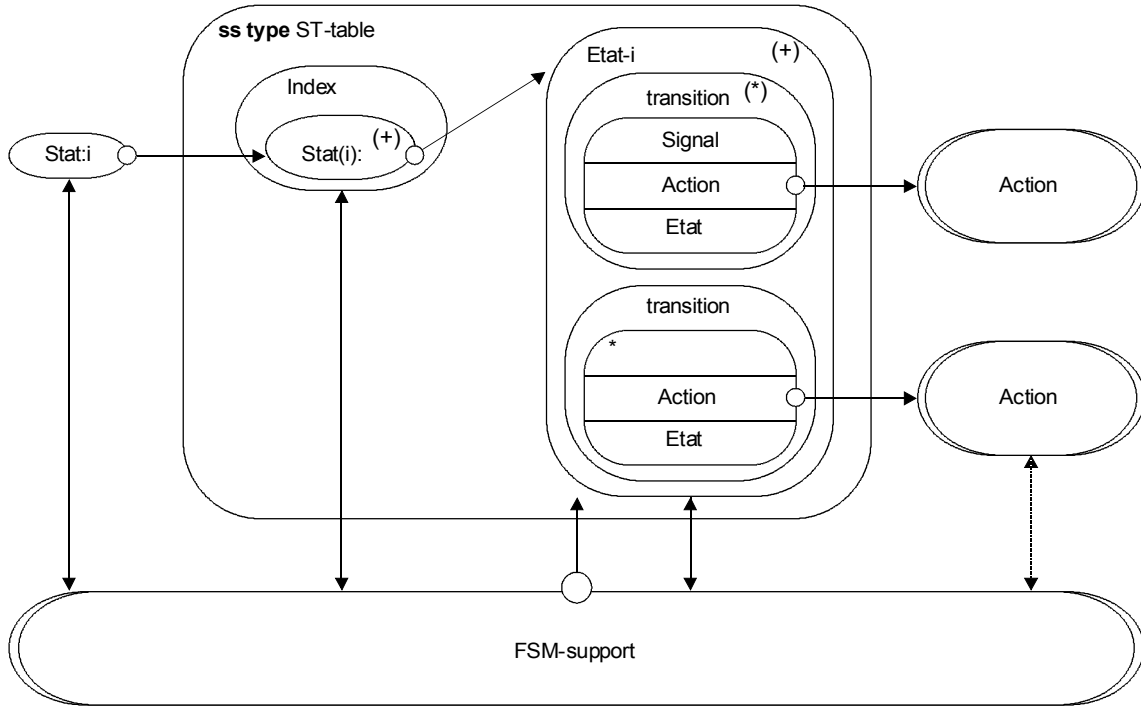 ss type ST-table
Etat-i
(+)
Index
transition
(*)
Stat:i
Stat(i):
(+)
Signal
Action
Etat
Action
transition
*
Action
Etat
Action
FSM-support